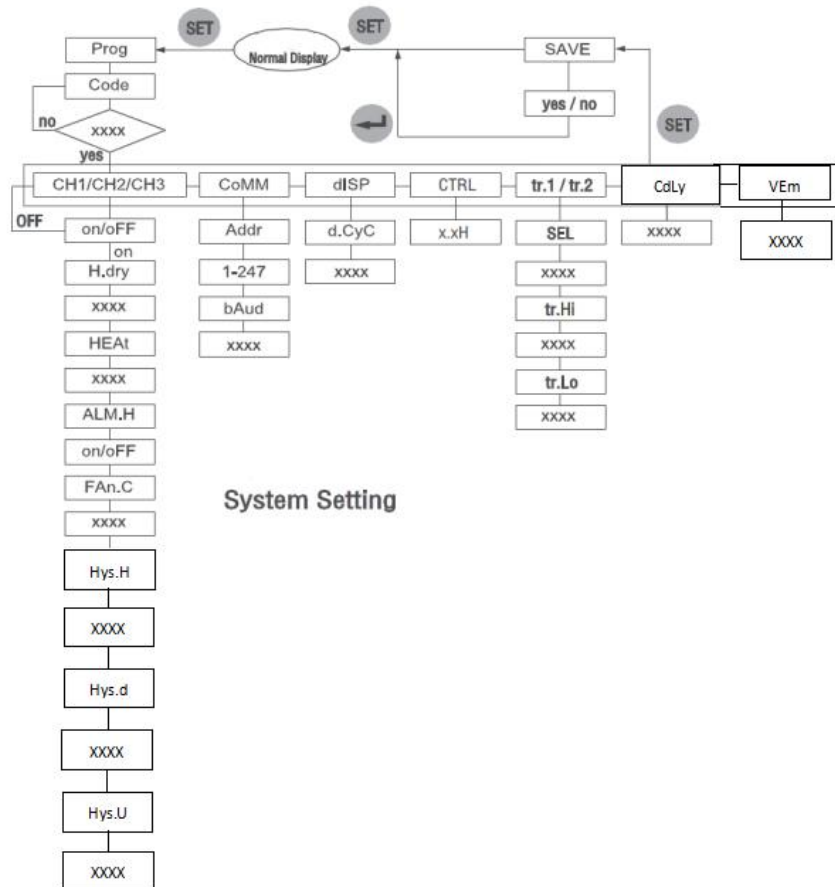 SET
SET
Prog
Normal Display
SAVE
Code
yes / no
no
xxxx
SET
yes
CH1/CH2/CH3
CoMM
dISP
CTRL
tr.1 / tr.2
CdLy
VEm
OFF
on/oFF
Addr
d.CyC
x.xH
SEL
xxxx
XXXX
on
H.dry
1-247
xxxx
xxxx
xxxx
bAud
tr.Hi
HEAt
xxxx
xxxx
xxxx
tr.Lo
ALM.H
xxxx
on/oFF
FAn.C
xxxx
System Setting
Hys.H
XXXX
Hys.d
XXXX
Hys.U
XXXX